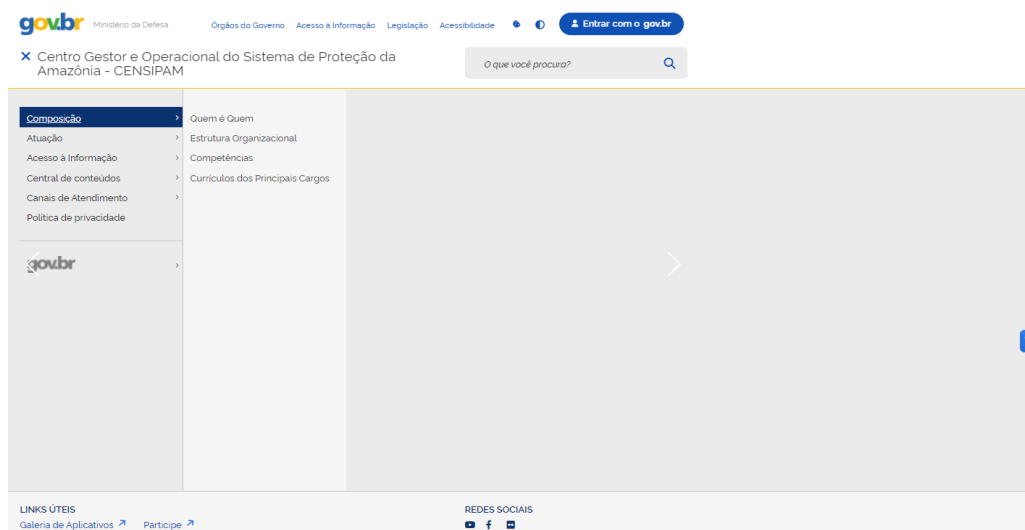 gov.br Ministério da Defesa Órgãos do Governo Acesso à Informação Legislação Acessibilidade Entrar com o gov.br
Centro Gestor e Operacional do Sistema de Proteção da
Amazônia - CENSIPAM
O que você procura?
Composição
Atuação
Acesso à Informação
Central de conteúdos
Canais de Atendimento
Política de privacidade
gov.br
Quem é Quem
Estrutura Organizacional
Competências
Currículos dos Principais Cargos
LINKS ÚTEIS
Galeria de Aplicativos Participe
REDES SOCIAIS